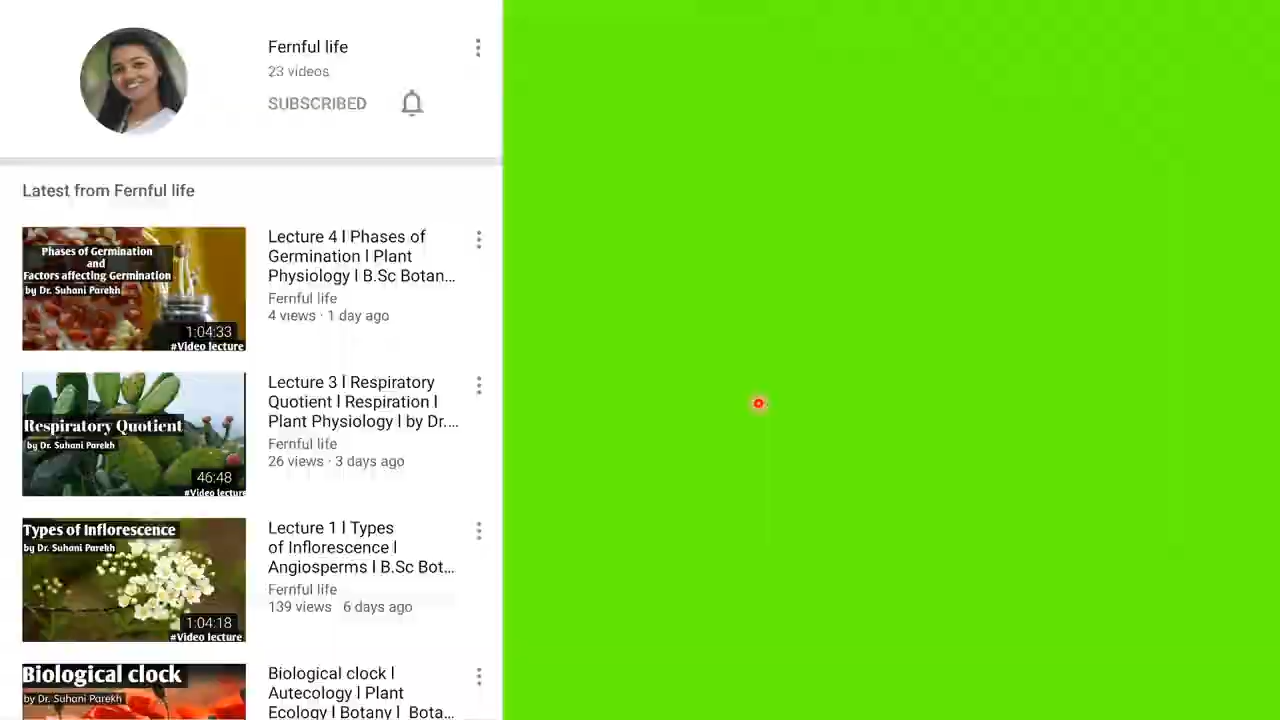 Fernful life
23 videos
SUBSCRIBED
Latest from Fernful life
Phases of Germination
and
Factors affecting Germination
by Dr. Suhani Parekh
1:04:33
#Video lecture
Lecture 4 l Phases of
Germination l Plant
Physiology l B.Sc Botan...
Fernful life
4 views · 1 day ago
Respiratory Quotient
by Dr. Suhani Parekh
46:48
#Video lecture
Lecture 3 l Respiratory
Quotient l Respiration l
Plant Physiology l by Dr....
Fernful life
26 views · 3 days ago
Types of Inflorescence
by Dr. Suhani Parekh
1:04:18
#Video lecture
Lecture 1 l Types
of Inflorescence l
Angiosperms l B.Sc Bot...
Fernful life
139 views 6 days ago
Biological clock
by Dr. Suhani Parekh
Biological clock l
Autecology l Plant
Ecology l Botany l Bota...